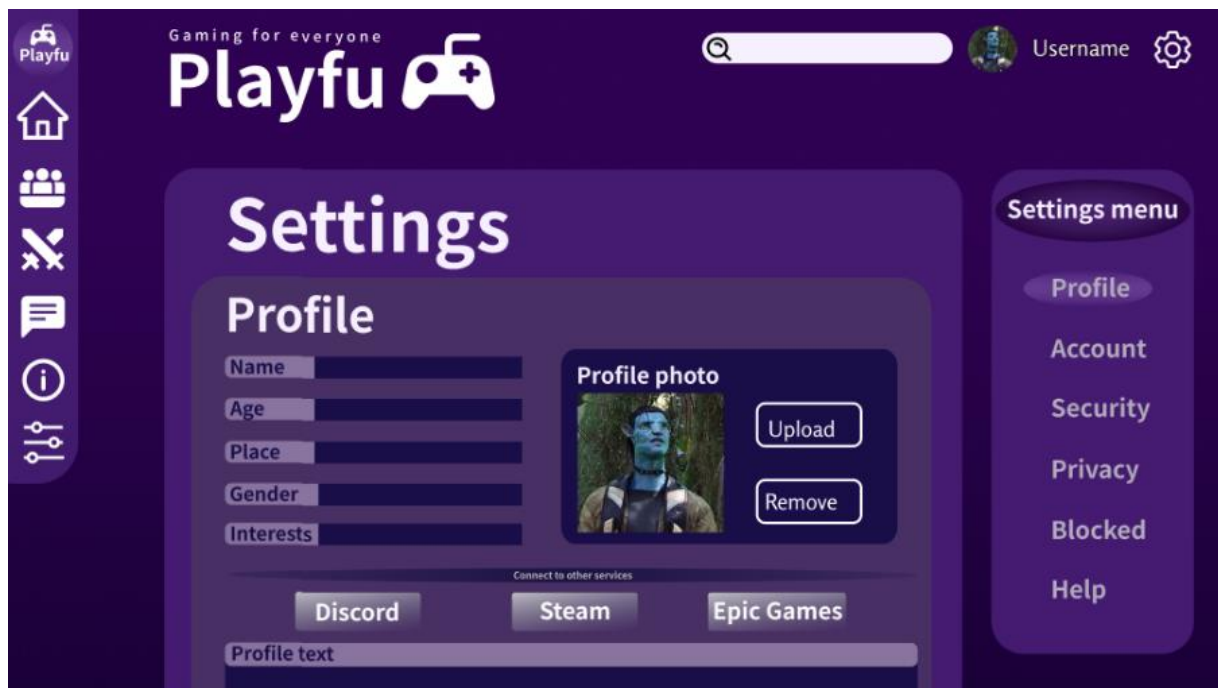 Playfu
Gaming for everyone
Playfu
Username
Settings
Settings menu
Profile
Name
Age
Place
Gender
Interests
Profile photo
Upload
Remove
Connect to other services
Discord
Steam
Epic Games
Profile text
Profile
Account
Security
Privacy
Blocked
Help